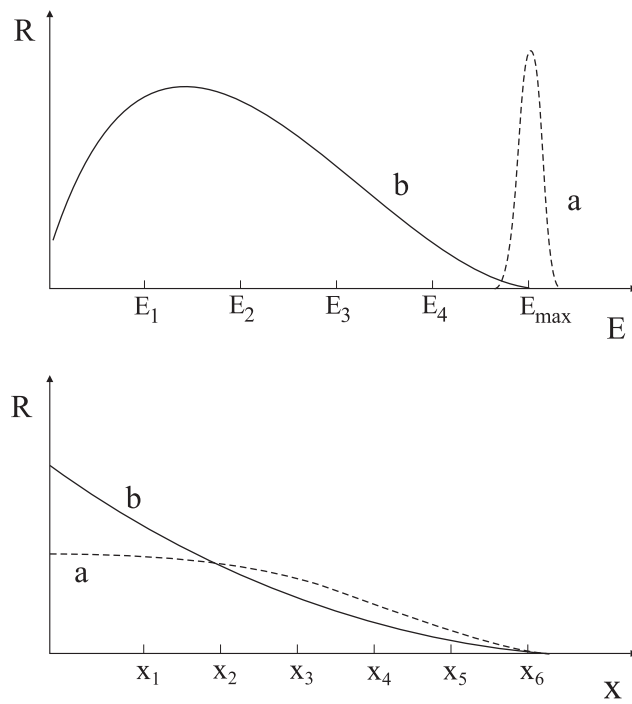 R
b
a
E₁ E₂ E₃ E₄ Eₘₐₓ
E
R
b
a
x₁ x₂ x₃ x₄ x₅ x₆
x